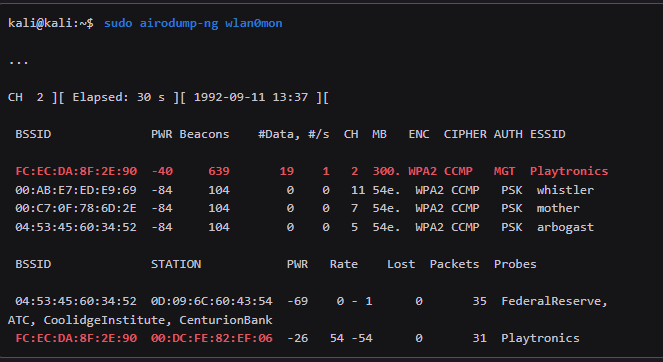 kali@kali:~$ sudo airodump-ng wlan0mon
...
CH 2 ][ Elapsed: 30 s ][ 1992-09-11 13:37 ][
BSSID PWR Beacons #Data, #/s CH MB ENC CIPHER AUTH ESSID
FC:EC:DA:8F:2E:90 -40 639 19 1 2 300. WPA2 CCMP MGT Playtronics
00:AB:E7:ED:E9:69 -84 104 0 0 11 54e. WPA2 CCMP PSK whistler
00:C7:0F:78:6D:2E -84 104 0 0 7 54e. WPA2 CCMP PSK mother
04:53:45:60:34:52 -84 104 0 0 5 54e. WPA2 CCMP PSK arbogast
BSSID STATION PWR Rate Lost Packets Probes
04:53:45:60:34:52 0D:09:6C:60:43:54 -69 0 - 1 0 35 FederalReserve,
ATC, CoolidgeInstitute, CenturionBank
FC:EC:DA:8F:2E:90 00:DC:FE:82:EF:06 -26 54 -54 0 31 Playtronics